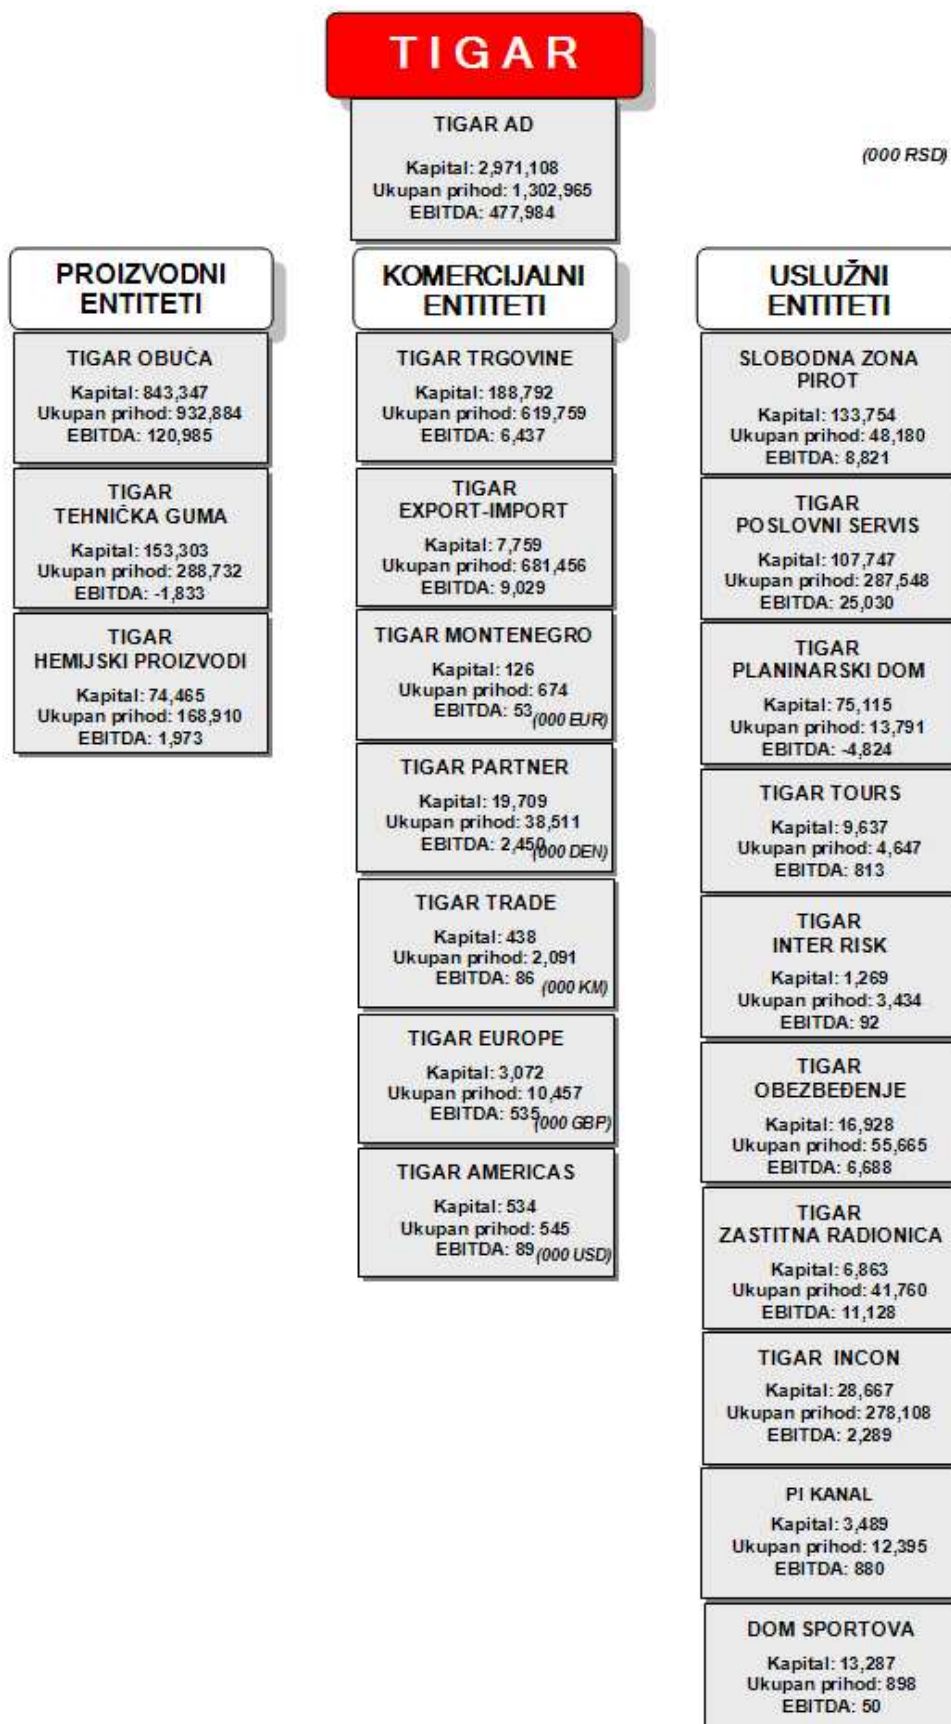 TIGAR
TIGAR AD
Kapital: 2,971,108
Ukupan prihod: 1,302,965
EBITDA: 477,984
(000 RSD)
PROIZVODNI
ENTITETI
TIGAR OBUĆA
Kapital: 843,347
Ukupan prihod: 932,884
EBITDA: 120,985
TIGAR
TEHNIČKA GUMA
Kapital: 153,303
Ukupan prihod: 288,732
EBITDA: -1,833
TIGAR
HEMIJSKI PROIZVODI
Kapital: 74,465
Ukupan prihod: 168,910
EBITDA: 1,973
KOMERCIJALNI
ENTITETI
TIGAR TRGOVINE
Kapital: 188,792
Ukupan prihod: 619,759
EBITDA: 6,437
TIGAR
EXPORT-IMPORT
Kapital: 7,759
Ukupan prihod: 681,456
EBITDA: 9,029
TIGAR MONTENEGRO
Kapital: 126
Ukupan prihod: 674
EBITDA: 53 (000 EUR)
TIGAR PARTNER
Kapital: 19,709
Ukupan prihod: 38,511
EBITDA: 2,450 (000 DEN)
TIGAR TRADE
Kapital: 438
Ukupan prihod: 2,091
EBITDA: 86 (000 KM)
TIGAR EUROPE
Kapital: 3,072
Ukupan prihod: 10,457
EBITDA: 535 (000 GBP)
TIGAR AMERICAS
Kapital: 534
Ukupan prihod: 545
EBITDA: 89 (000 USD)
USLUŽNI
ENTITETI
SLOBODNA ZONA
PIROT
Kapital: 133,754
Ukupan prihod: 48,180
EBITDA: 8,821
TIGAR
POSLOVNI SERVIS
Kapital: 107,747
Ukupan prihod: 287,548
EBITDA: 25,030
TIGAR
PLANINARSKI DOM
Kapital: 75,115
Ukupan prihod: 13,791
EBITDA: -4,824
TIGAR TOURS
Kapital: 9,637
Ukupan prihod: 4,647
EBITDA: 813
TIGAR
INTER RISK
Kapital: 1,269
Ukupan prihod: 3,434
EBITDA: 92
TIGAR
OBEZBEĐENJE
Kapital: 16,928
Ukupan prihod: 55,665
EBITDA: 6,688
TIGAR
ZASTITNA RADIONICA
Kapital: 6,863
Ukupan prihod: 41,760
EBITDA: 11,128
TIGAR INCON
Kapital: 28,667
Ukupan prihod: 278,108
EBITDA: 2,289
PI KANAL
Kapital: 3,489
Ukupan prihod: 12,395
EBITDA: 880
DOM SPORTOVA
Kapital: 13,287
Ukupan prihod: 898
EBITDA: 50